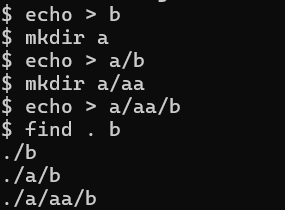 $ echo > b
$ mkdir a
$ echo > a/b
$ mkdir a/aa
$ echo > a/aa/b
$ find . b
./b
./a/b
./a/aa/b